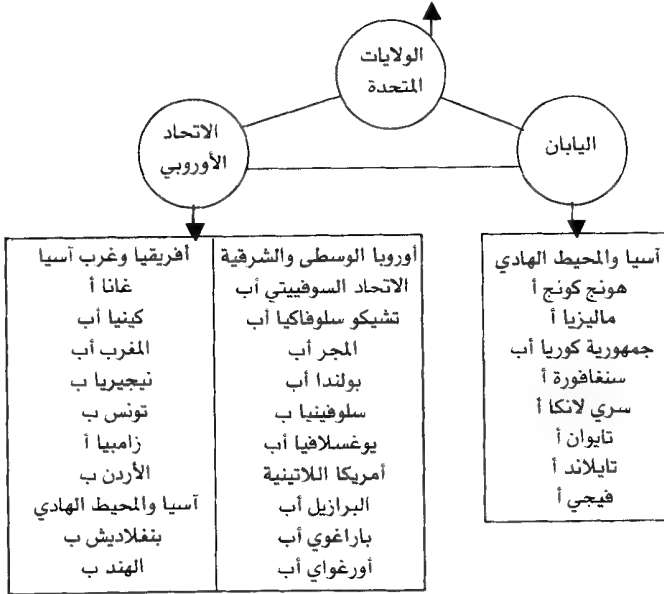 الولايات
المتحدة
اليابان
الاتحاد
الأوروبي
آسيا والمحيط الهادي
هونج كونج أ
ماليزيا أ
جمهورية كوريا أب
سنغافورة أ
سري لانكا أ
تايوان أ
تايلاند أ
فيجي أ
أوروبا الوسطى والشرقية
الاتحاد السوفييتي أب
تشيكو سلوفاكيا أب
المجر أب
بولندا أب
سلوفينيا ب
يوغسلافيا أب
أمريكا اللاتينية
البرازيل أب
باراغوي أب
أورغواي أب
أفريقيا وغرب آسيا
غانا أ
كينيا أب
المغرب أب
نيجيريا ب
تونس ب
زامبيا أ
الأردن ب
آسيا والمحيط الهادي
بنغلاديش ب
الهند ب